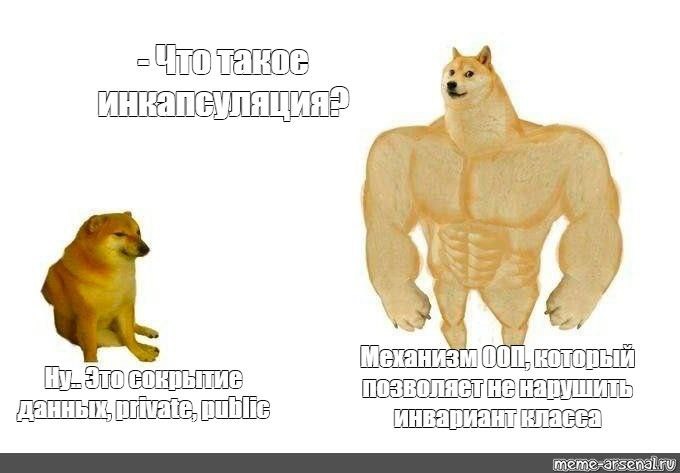 - Что такое
инкапсуляция?
Ну.. Это сокрытие
данных, private, public
Механизм ООП, который
позволяет не нарушить
инвариант класса
meme-arsenal.ru